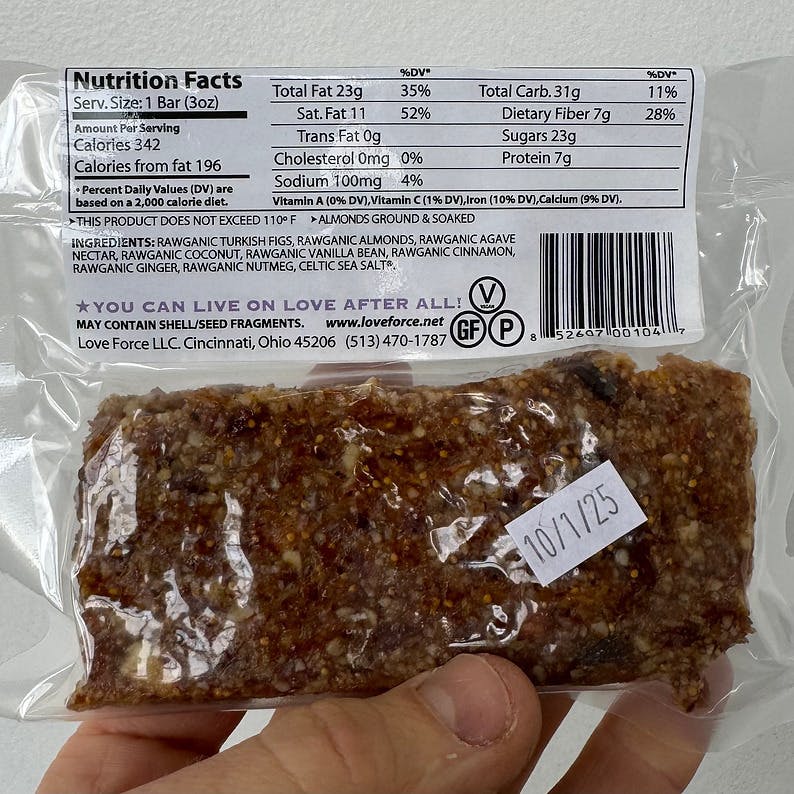 Nutrition Facts
Serv. Size: 1 Bar (3oz)
Amount Per Serving
Calories 342
Calories from fat 196
* Percent Daily Values (DV) are
based on a 2,000 calorie diet.
%DV*
Total Fat 23g 35%
Sat. Fat 11 52%
Trans Fat 0g
Cholesterol 0mg 0%
Sodium 100mg 4%
%DV*
Total Carb. 31g 11%
Dietary Fiber 7g 28%
Sugars 23g
Protein 7g
Vitamin A (0% DV),Vitamin C (1% DV),Iron (10% DV),Calcium (9% DV).
➤THIS PRODUCT DOES NOT EXCEED 110º F ➤ALMONDS GROUND & SOAKED
INGREDIENTS: RAWGANIC TURKISH FIGS, RAWGANIC ALMONDS, RAWGANIC AGAVE
NECTAR, RAWGANIC COCONUT, RAWGANIC VANILLA BEAN, RAWGANIC CINNAMON,
RAWGANIC GINGER, RAWGANIC NUTMEG, CELTIC SEA SALT®.
★YOU CAN LIVE ON LOVE AFTER ALL!
MAY CONTAIN SHELL/SEED FRAGMENTS. www.loveforce.net
Love Force LLC. Cincinnati, Ohio 45206 (513) 470-1787
V
VEGAN
GF P
8 52697 00104 7
10/1/25